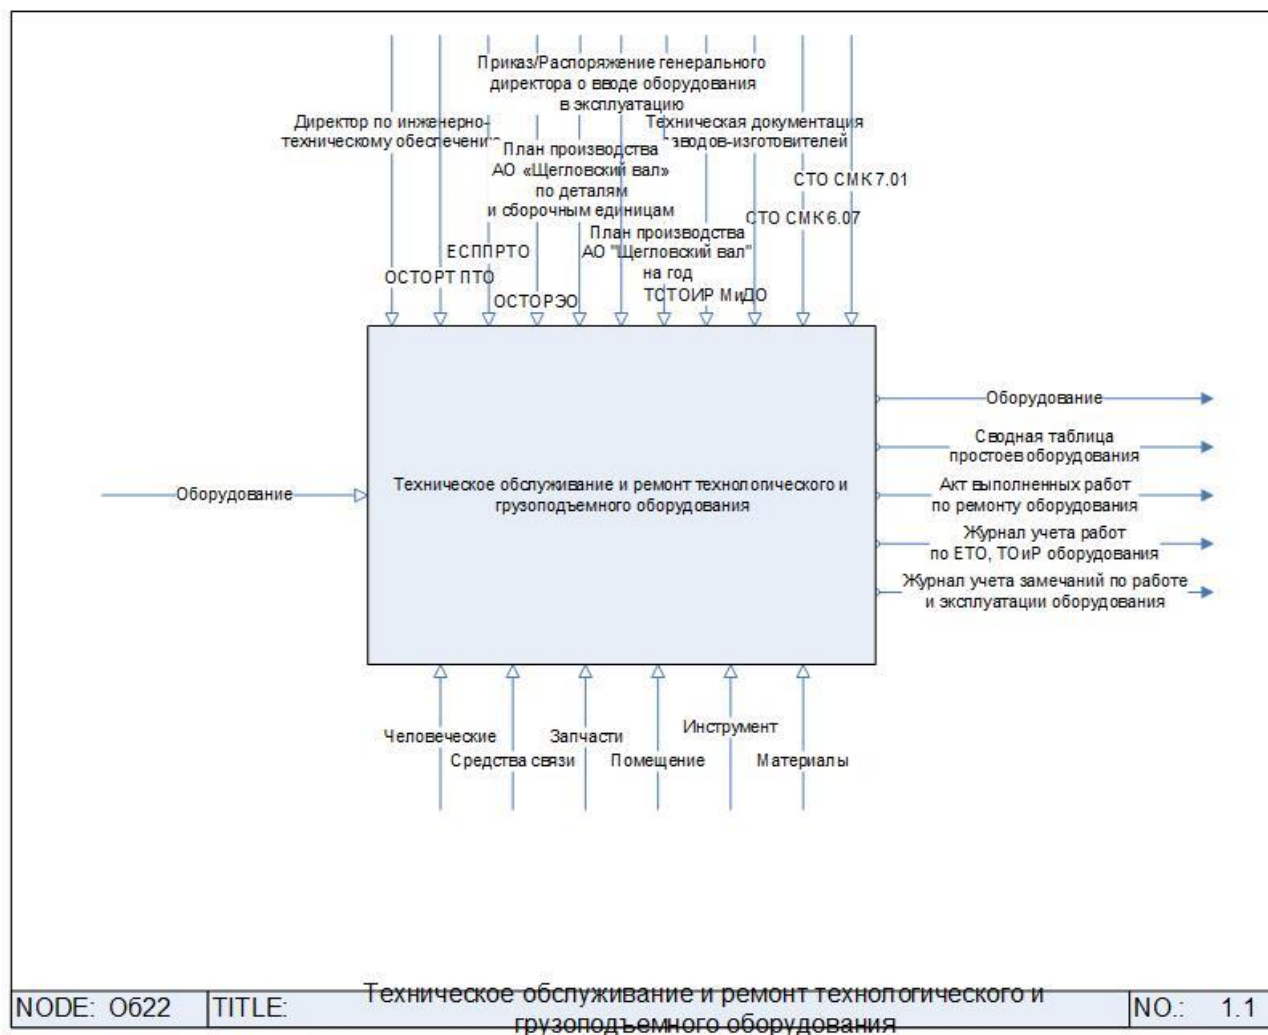 Приказ/Распоряжение генерального
директора о вводе оборудования
в эксплуатацию
Директор по инженерно-
техническому обеспечению
Техническая документация
заводов-изготовителей
План производства
АО «Щегловский вал»
по деталям
и сборочным единицам
СТО СМК 7.01
СТО СМК 6.07
План производства
АО "Щегловский вал"
на год
ЕСППРТО
ОСТОРТ ПТО
ОСТОРЭО
ТСТОИР МиДО
Оборудование
Техническое обслуживание и ремонт технологического и
грузоподъемного оборудования
Оборудование
Сводная таблица
простоев оборудования
Акт выполненных работ
по ремонту оборудования
Журнал учета работ
по ЕТО, ТОиР оборудования
Журнал учета замечаний по работе
и эксплуатации оборудования
Человеческие
Средства связи
Запчасти
Помещение
Инструмент
Материалы
NODE: Об22
TITLE:
Техническое обслуживание и ремонт технологического и
грузоподъемного оборудования
NO.: 1.1